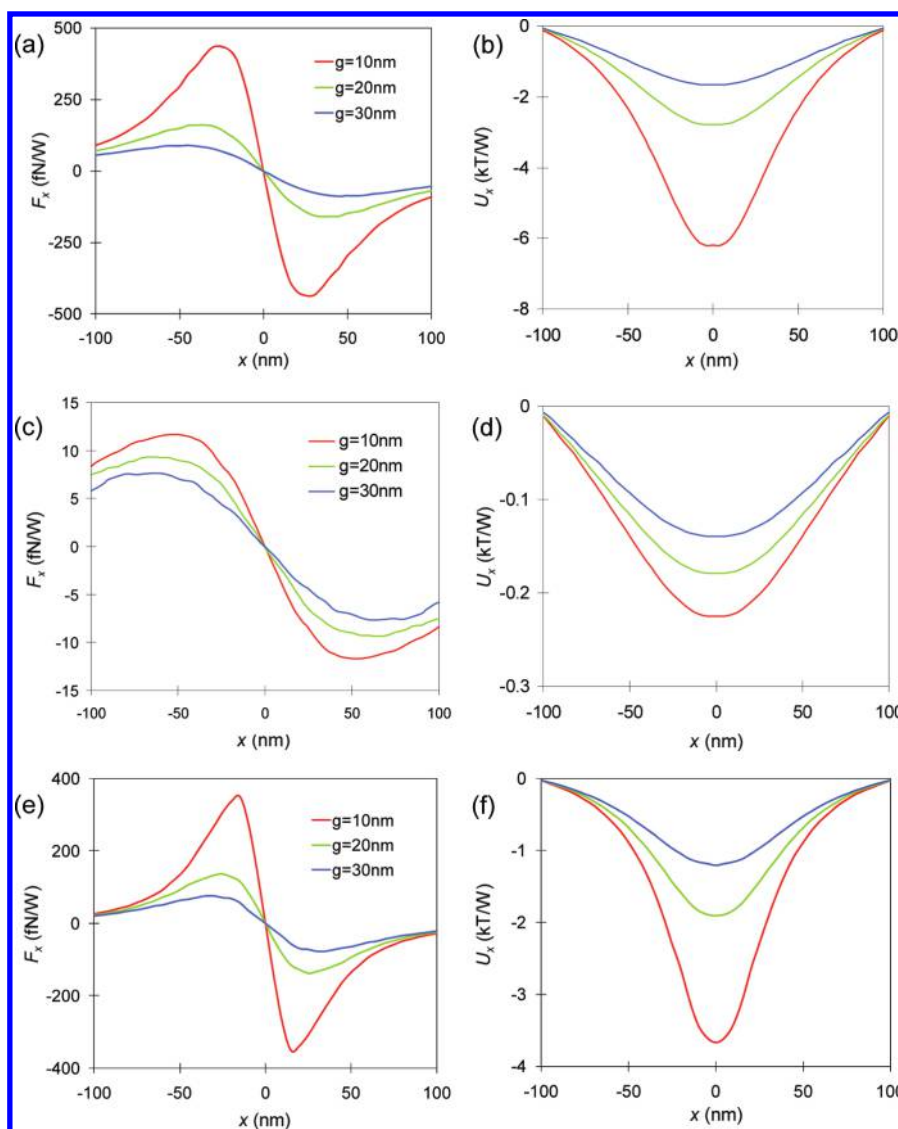 (a)
500
250
0
-250
-500
F_x (fN/W)
g=10nm
g=20nm
g=30nm
-100 -50 0 50 100
x (nm)
(b)
0
-2
-4
-6
-8
U_x (kT/W)
-100 -50 0 50 100
x (nm)
(c)
15
10
5
0
-5
-10
-15
F_x (fN/W)
g=10nm
g=20nm
g=30nm
-100 -50 0 50 100
x (nm)
(d)
0
-0.1
-0.2
-0.3
U_x (kT/W)
-100 -50 0 50 100
x (nm)
(e)
400
200
0
-200
-400
F_x (fN/W)
g=10nm
g=20nm
g=30nm
-100 -50 0 50 100
x (nm)
(f)
0
-1
-2
-3
-4
U_x (kT/W)
-100 -50 0 50 100
x (nm)